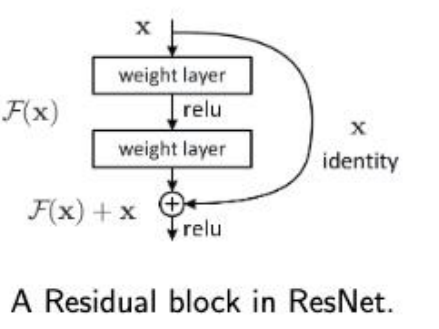 x
weight layer
F(x)
relu
x
weight layer
identity
F(x) + x
relu
A Residual block in ResNet.